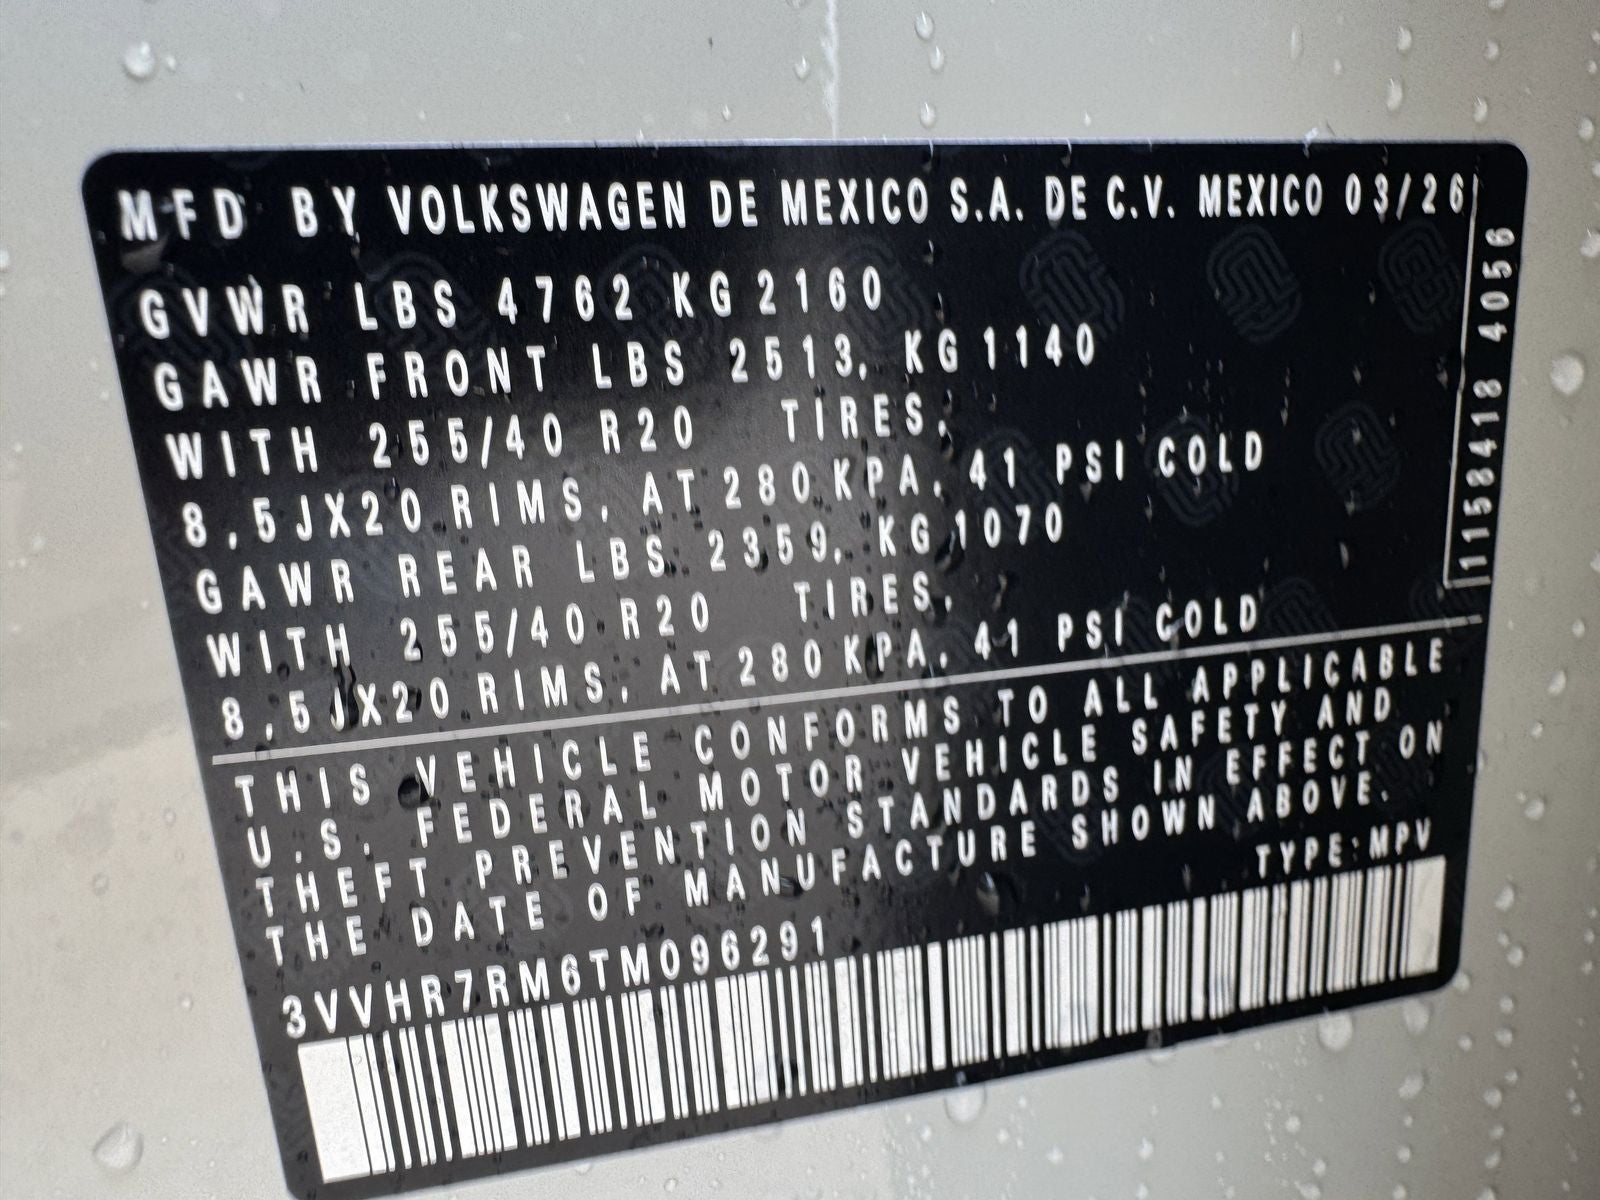 MFD BY VOLKSWAGEN DE MEXICO S.A. DE C.V. MEXICO 03/26
GVWR LBS 4762 KG 2160
GAWR FRONT LBS 2513, KG 1140
WITH 255/40 R20 TIRES,
8,5JX20 RIMS, AT 280 KPA, 41 PSI COLD
GAWR REAR LBS 2359, KG 1070
WITH 255/40 R20 TIRES,
8,5JX20 RIMS, AT 280 KPA, 41 PSI COLD
1158418 4056
THIS VEHICLE CONFORMS TO ALL APPLICABLE
U.S. FEDERAL MOTOR VEHICLE SAFETY AND
THEFT PREVENTION STANDARDS IN EFFECT ON
THE DATE OF MANUFACTURE SHOWN ABOVE.
3VVHR7RM6TM096291 TYPE:MPV